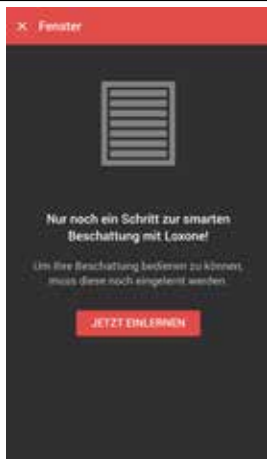 × Fenster
Nur noch ein Schritt zur smarten
Beschattung mit Loxone!
Um Ihre Beschattung bedienen zu können,
muss diese noch eingelernt werden.
JETZT EINLERNEN